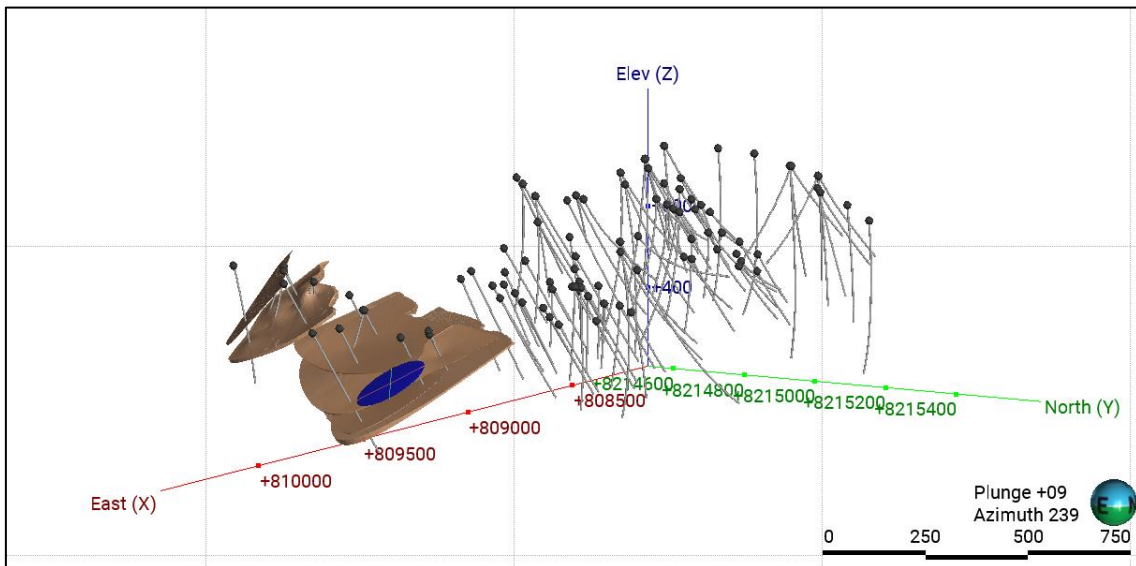 Elev (Z)
+400
+8214600
+8214800
+8215000
+8215200
+8215400
North (Y)
+808500
+809000
+809500
+810000
East (X)
Plunge +09
Azimuth 239
0 250 500 750